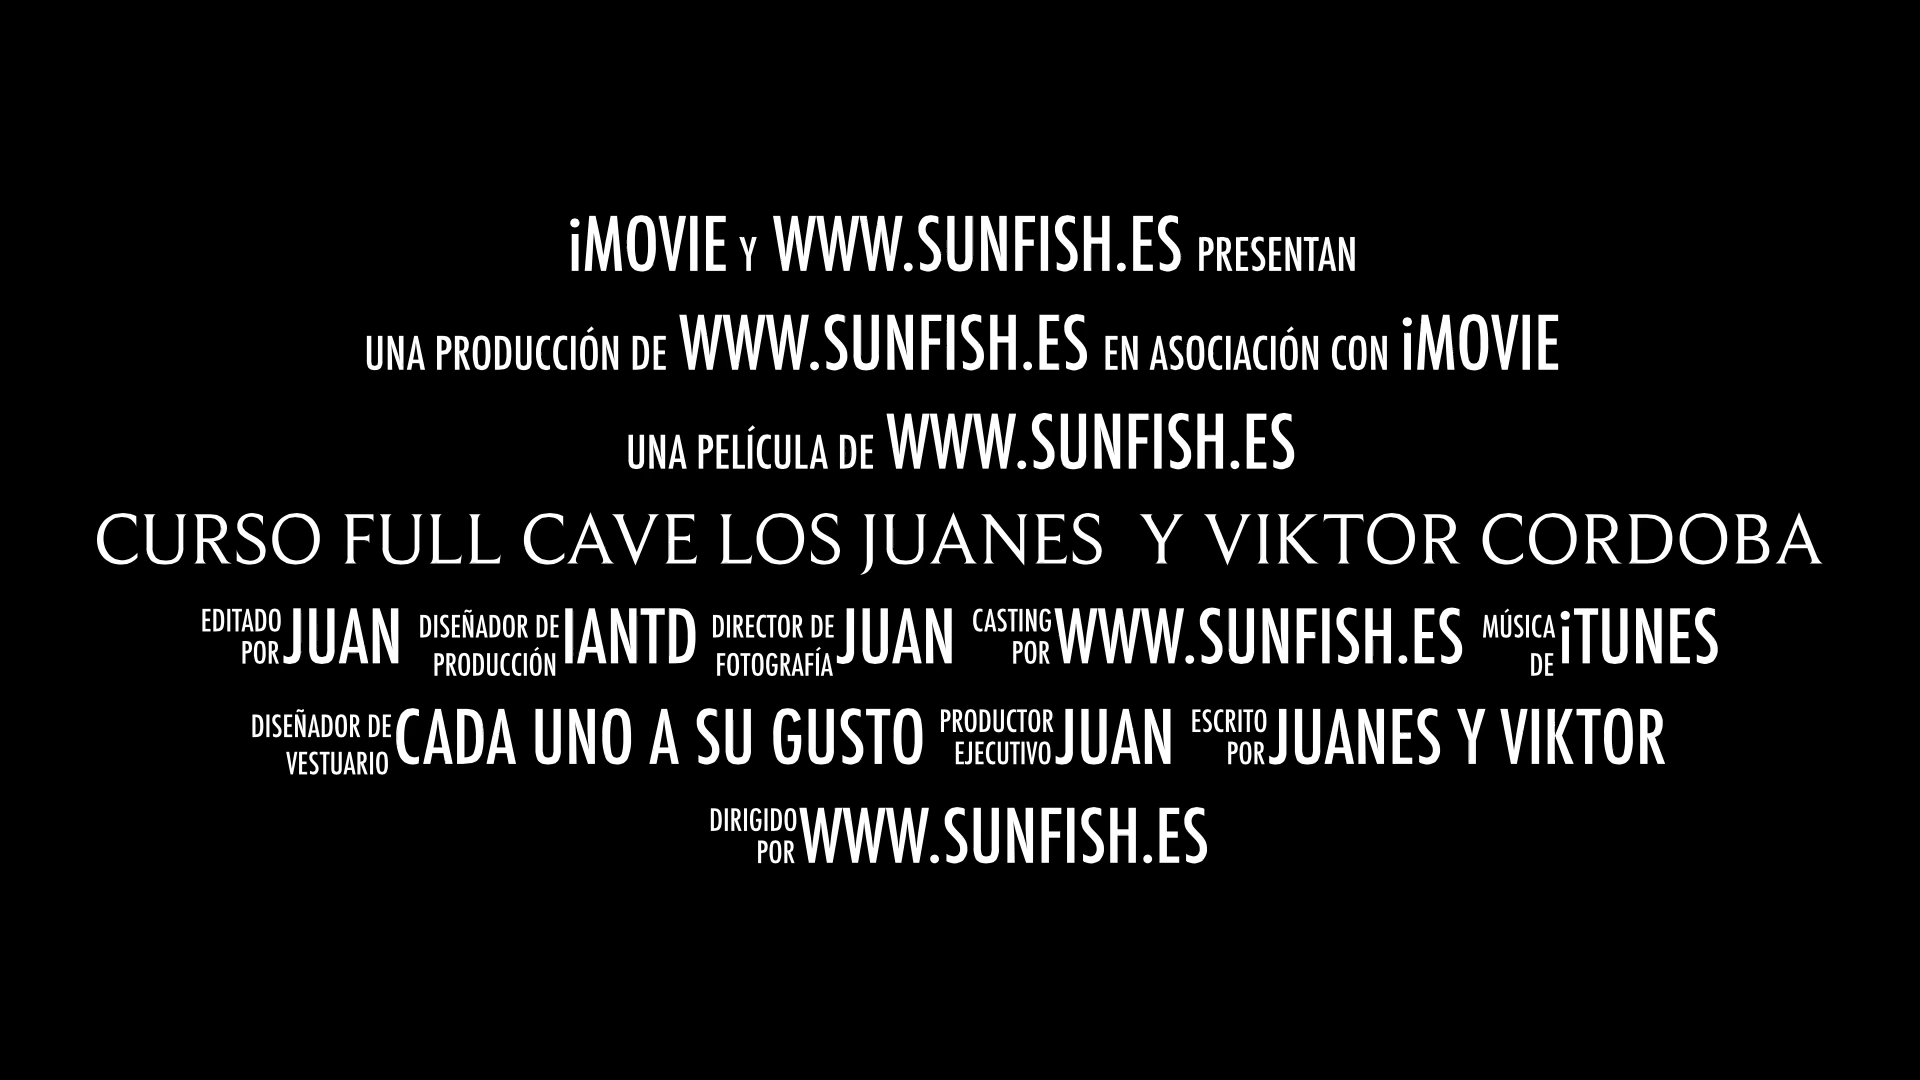 iMOVIE Y WWW.SUNFISH.ES PRESENTAN
UNA PRODUCCIÓN DE WWW.SUNFISH.ES EN ASOCIACIÓN CON iMOVIE
UNA PELÍCULA DE WWW.SUNFISH.ES
CURSO FULL CAVE LOS JUANES Y VIKTOR CORDOBA
EDITADO POR JUAN DISEÑADOR DE PRODUCCIÓN IANTD DIRECTOR DE FOTOGRAFÍA JUAN CASTING POR WWW.SUNFISH.ES MÚSICA DE iTUNES
DISEÑADOR DE VESTUARIO CADA UNO A SU GUSTO PRODUCTOR EJECUTIVO JUAN ESCRITO POR JUANES Y VIKTOR
DIRIGIDO POR WWW.SUNFISH.ES